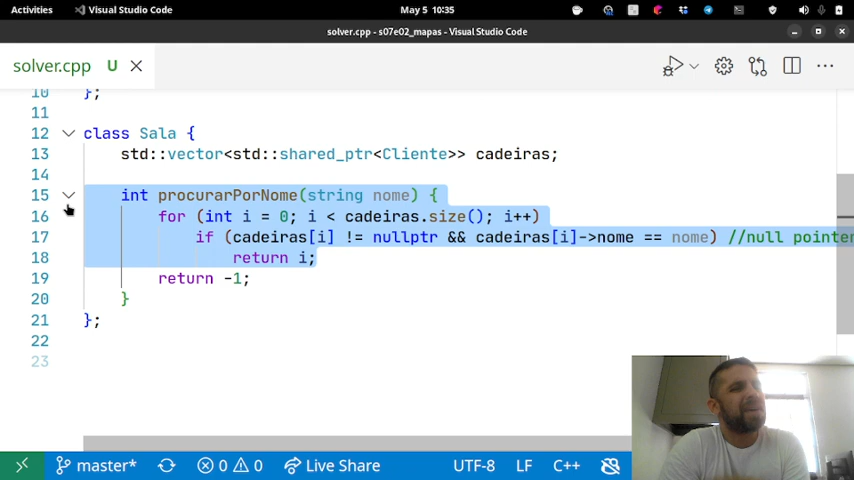 Activities Visual Studio Code May 5 10:35
solver.cpp - s07e02_mapas - Visual Studio Code
solver.cpp U
10 };
11
12 class Sala {
13 std::vector<std::shared_ptr<Cliente>> cadeiras;
14
15 int procurarPorNome(string nome) {
16 for (int i = 0; i < cadeiras.size(); i++)
17 if (cadeiras[i] != nullptr && cadeiras[i]->nome == nome) //null pointer
18 return i;
19 return -1;
20 }
21 };
22
23
master* 0 0 Live Share UTF-8 LF C++